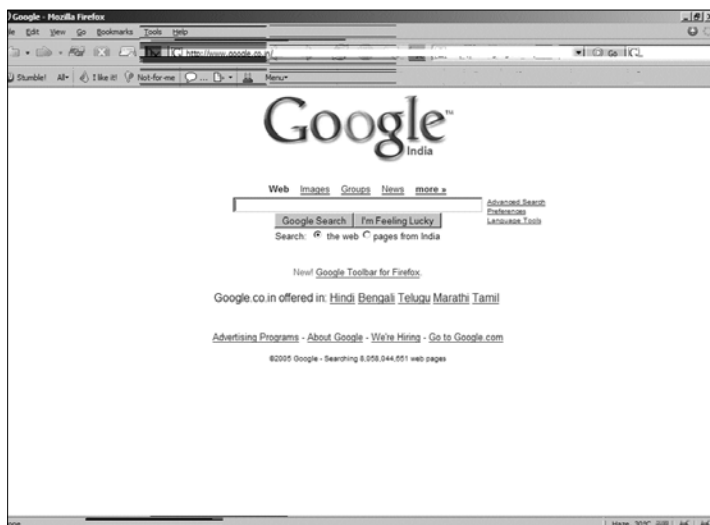 Google - Mozilla Firefox
Edit View Go Bookmarks Tools Help
http://www.google.co.in/ Go
Stumble! All I like it! Not-for-me ... Menu
Google™
India
Web Images Groups News more »
Advanced Search
Preferences
Language Tools
Google Search I'm Feeling Lucky
Search: the web pages from India
New! Google Toolbar for Firefox.
Google.co.in offered in: Hindi Bengali Telugu Marathi Tamil
Advertising Programs - About Google - We're Hiring - Go to Google.com
©2005 Google - Searching 8,058,044,651 web pages
Haze, 30°C